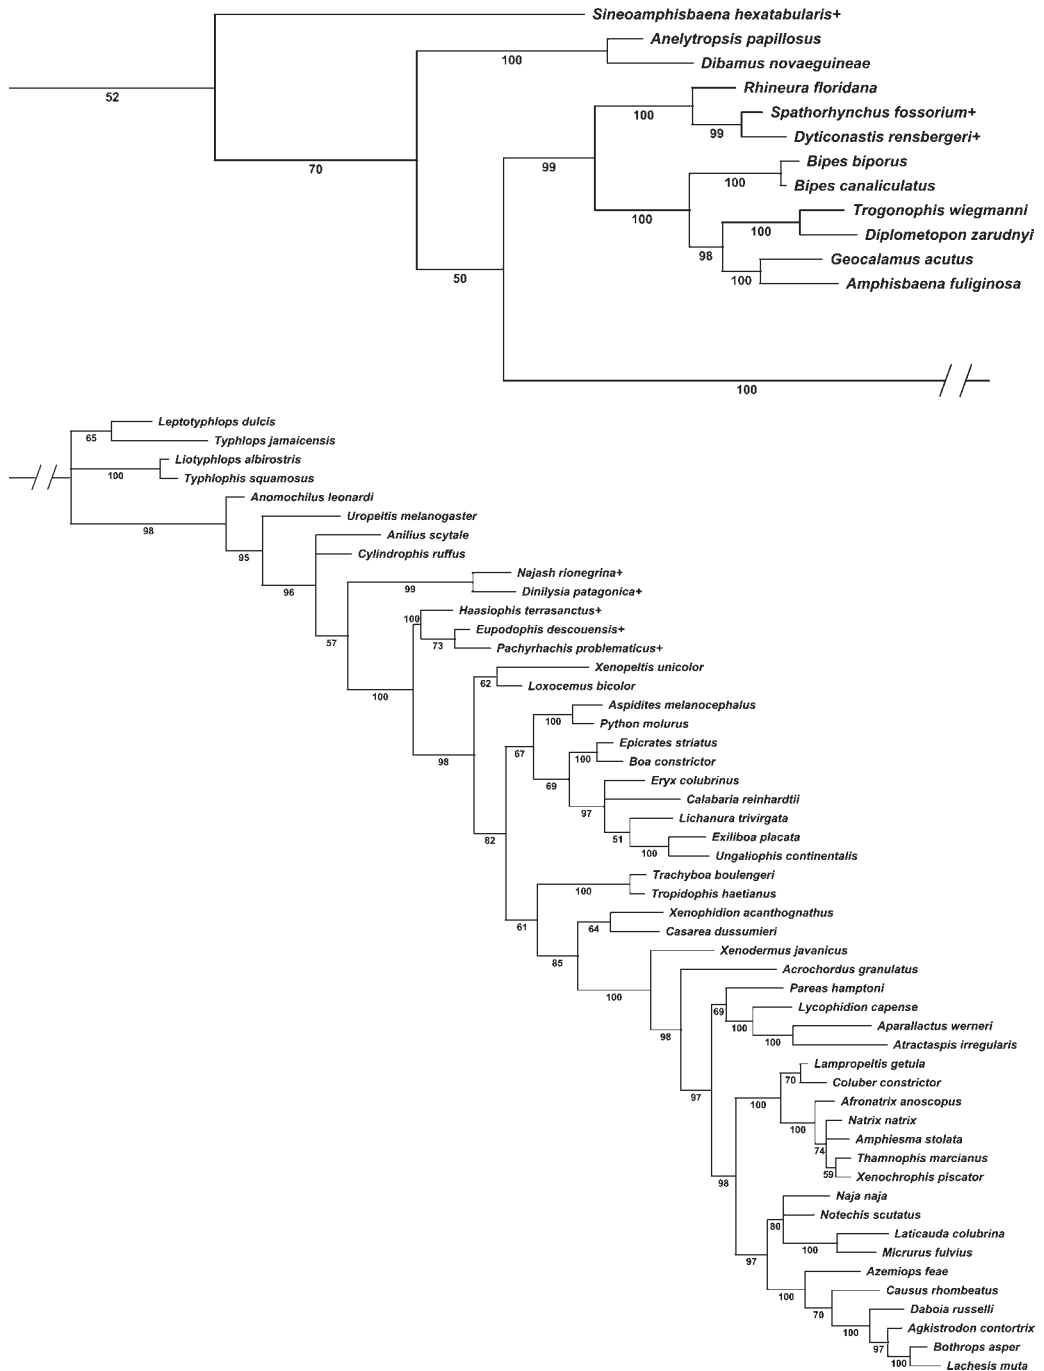 Sineoamphisbaena hexatabularis+
Anelytropsis papillosus
100
Dibamus novaeguineae
52
Rhineura floridana
100
Spathorhynchus fossorium+
99
Dyticonastis rensbergeri+
70
99
Bipes biporus
100
Bipes canaliculatus
100
Trogonophis wiegmanni
100
Diplometopon zarudnyi
98
Geocalamus acutus
50
100
Amphisbaena fuliginosa
100
Leptotyphlops dulcis
65
Typhlops jamaicensis
Liotyphlops albirostris
100
Typhlophis squamosus
Anomochilus leonardi
98
Uropeltis melanogaster
95
Anilius scytale
Cylindrophis ruffus
96
Najash rionegrina+
99
Dinilysia patagonica+
Haasiophis terrasanctus+
100
Eupodophis descouensis+
57
73
Pachyrhachis problematicus+
Xenopeltis unicolor
62
Loxocemus bicolor
100
Aspidites melanocephalus
100
Python molurus
Epicrates striatus
67
100
98
Boa constrictor
Eryx colubrinus
69
Calabaria reinhardtii
97
Lichanura trivirgata
82
51
Exiliboa placata
100
Ungaliophis continentalis
Trachyboa boulengeri
100
Tropidophis haetianus
Xenophidion acanthognathus
61
64
Casarea dussumieri
Xenodermus javanicus
85
Acrochordus granulatus
100
Pareas hamptoni
69
Lycophidion capense
100
Aparallactus werneri
98
100
Atractaspis irregularis
Lampropeltis getula
70
Coluber constrictor
97
100
Afronatrix anoscopus
100
Natrix natrix
Amphiesma stolata
74
Thamnophis marcianus
59
Xenochrophis piscator
98
Naja naja
Notechis scutatus
80
Laticauda colubrina
100
Micrurus fulvius
97
Azemiops feae
100
Causus rhombeatus
70
Daboia russelli
100
Agkistrodon contortrix
97
Bothrops asper
100
Lachesis muta